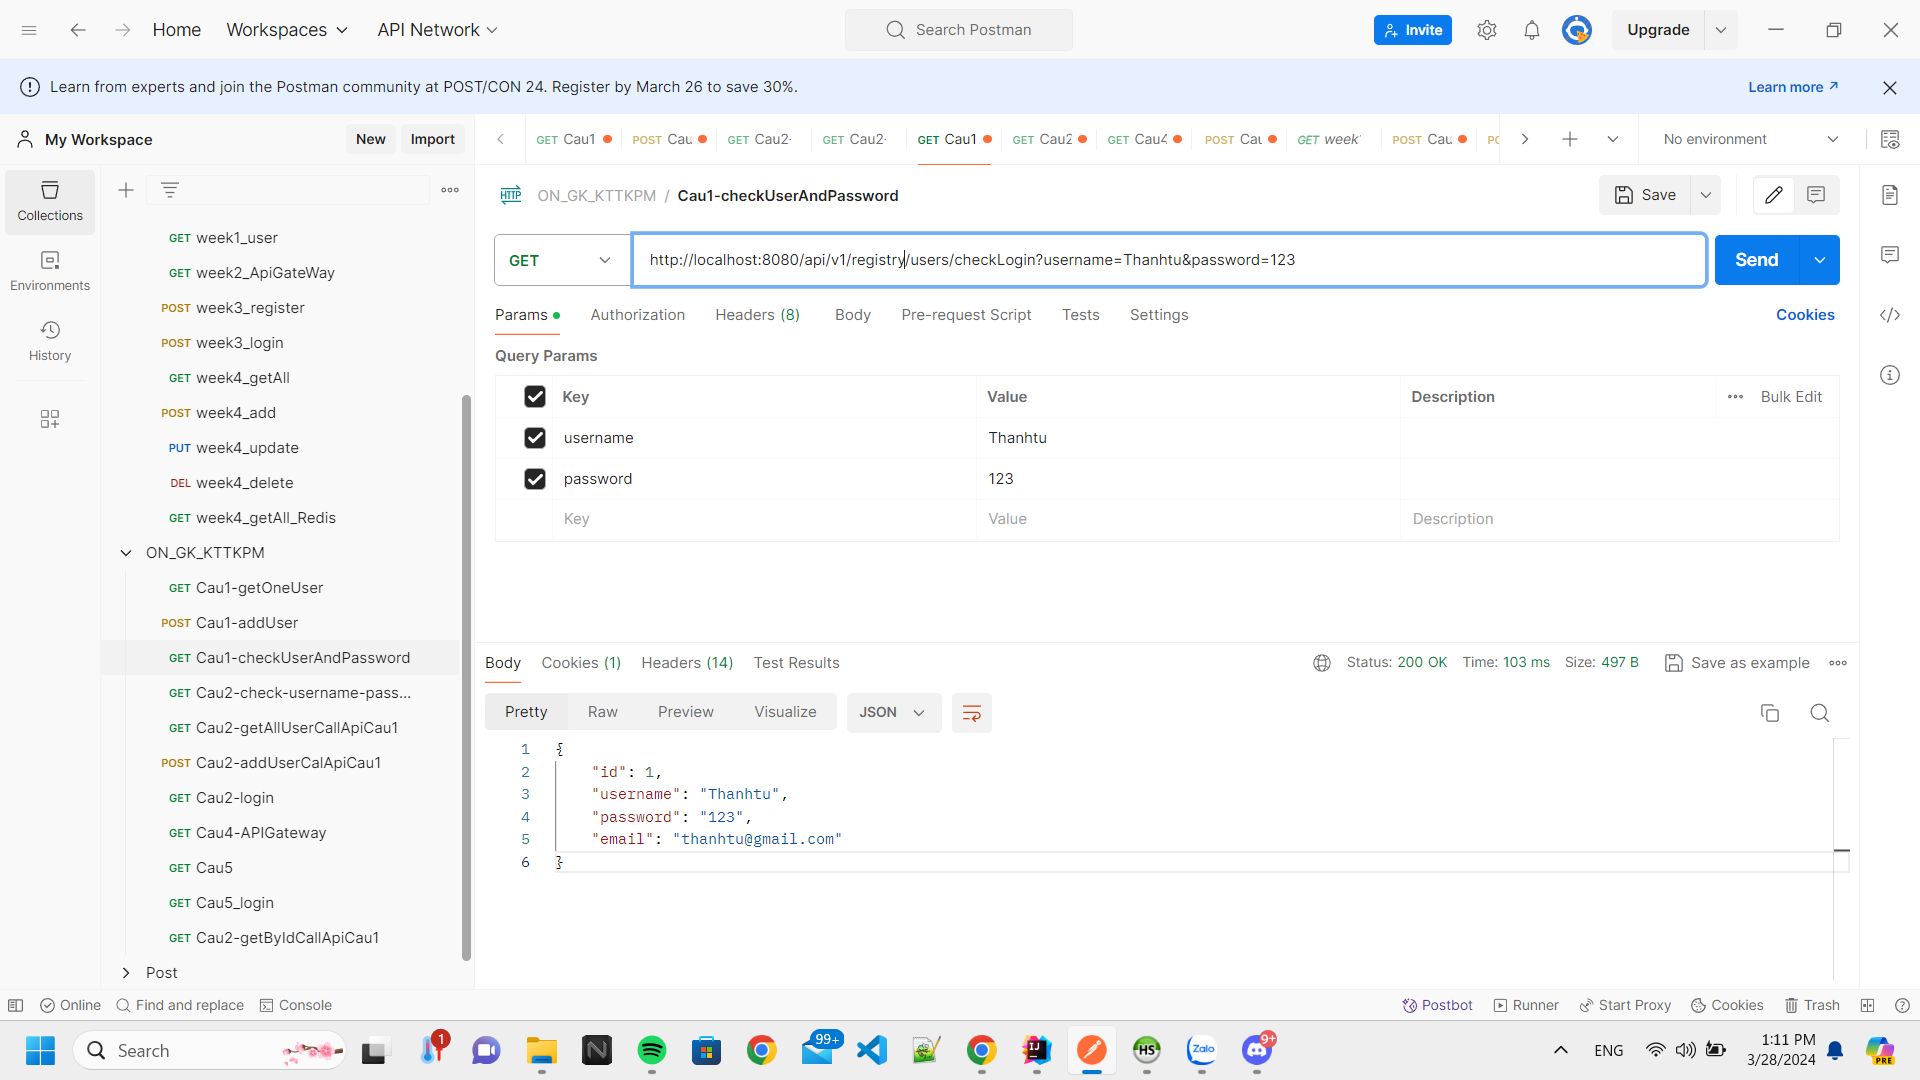 Home Workspaces API Network Search Postman Invite Upgrade
Learn from experts and join the Postman community at POST/CON 24. Register by March 26 to save 30%. Learn more
My Workspace New Import GET Cau1 POST Cau GET Cau2- GET Cau2- GET Cau1 GET Cau2 GET Cau4 POST Cau GET week POST Cau PO No environment
ON_GK_KTTKPM / Cau1-checkUserAndPassword Save
Collections
Environments
History
GET week1_user
GET week2_ApiGateWay
POST week3_register
POST week3_login
GET week4_getAll
POST week4_add
PUT week4_update
DEL week4_delete
GET week4_getAll_Redis
ON_GK_KTTKPM
GET Cau1-getOneUser
POST Cau1-addUser
GET Cau1-checkUserAndPassword
GET Cau2-check-username-pass...
GET Cau2-getAllUserCallApiCau1
POST Cau2-addUserCalApiCau1
GET Cau2-login
GET Cau4-APIGateway
GET Cau5
GET Cau5_login
GET Cau2-getByIdCallApiCau1
Post
HTTP
GET http://localhost:8080/api/v1/registry/users/checkLogin?username=Thanhtu&password=123 Send
Params Authorization Headers (8) Body Pre-request Script Tests Settings Cookies
Query Params
Key Value Description Bulk Edit
username Thanhtu
password 123
Key Value Description
Body Cookies (1) Headers (14) Test Results Status: 200 OK Time: 103 ms Size: 497 B Save as example
Pretty Raw Preview Visualize JSON
1 {
2 "id": 1,
3 "username": "Thanhtu",
4 "password": "123",
5 "email": "thanhtu@gmail.com"
6 }
Online Find and replace Console Postbot Runner Start Proxy Cookies Trash
Search 1 99+ IJ HS Zalo 9+ ENG 1:11 PM
3/28/2024 PRE